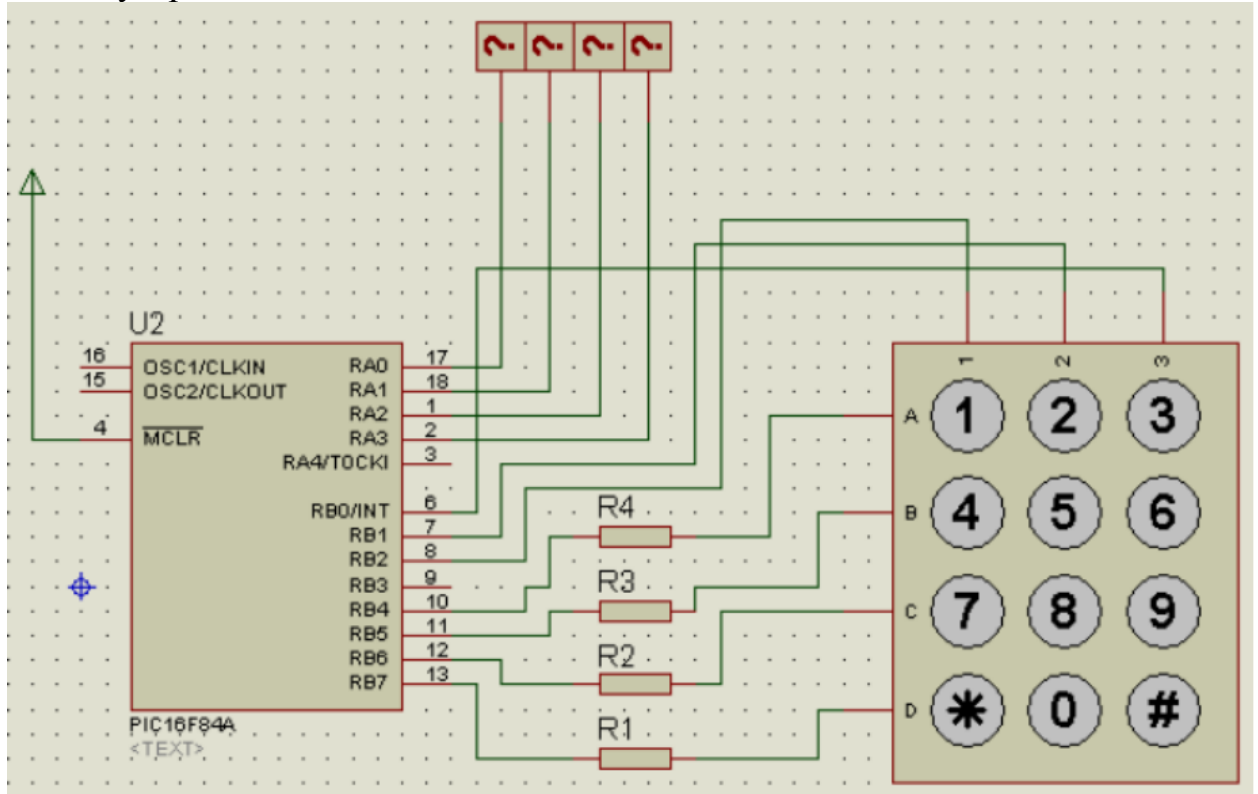 ? ? ? ?
U2
16 OSC1/CLKIN RA0 17
15 OSC2/CLKOUT RA1 18
RA2 1
4 MCLR RA3 2
RA4/T0CKI 3
RB0/INT 6
RB1 7
RB2 8
RB3 9
RB4 10
RB5 11
RB6 12
RB7 13
PIC16F84A
<TEXT>
R4
R3
R2
R1
1 2 3
A 1 2 3
B 4 5 6
C 7 8 9
D * 0 #